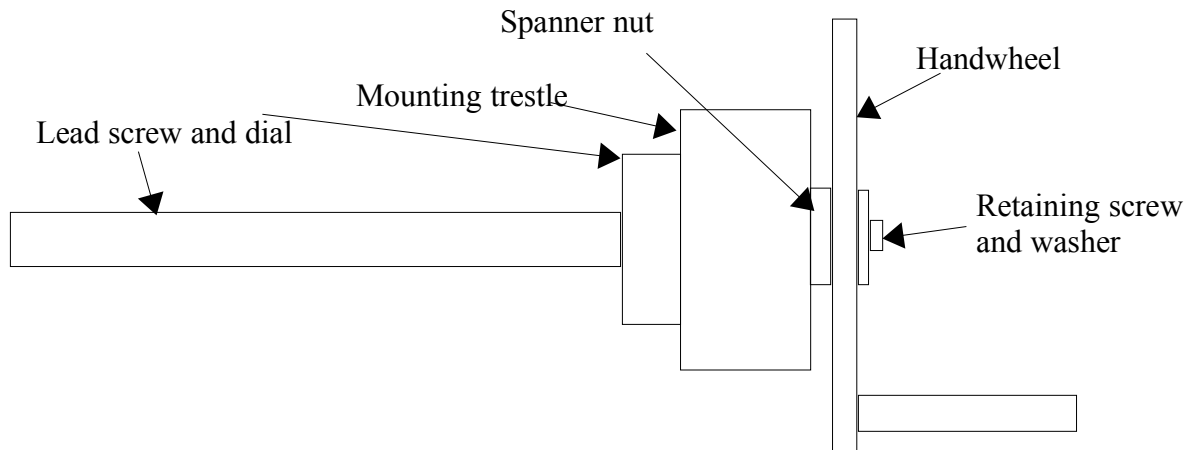 Spanner nut
Handwheel
Mounting trestle
Lead screw and dial
Retaining screw
and washer